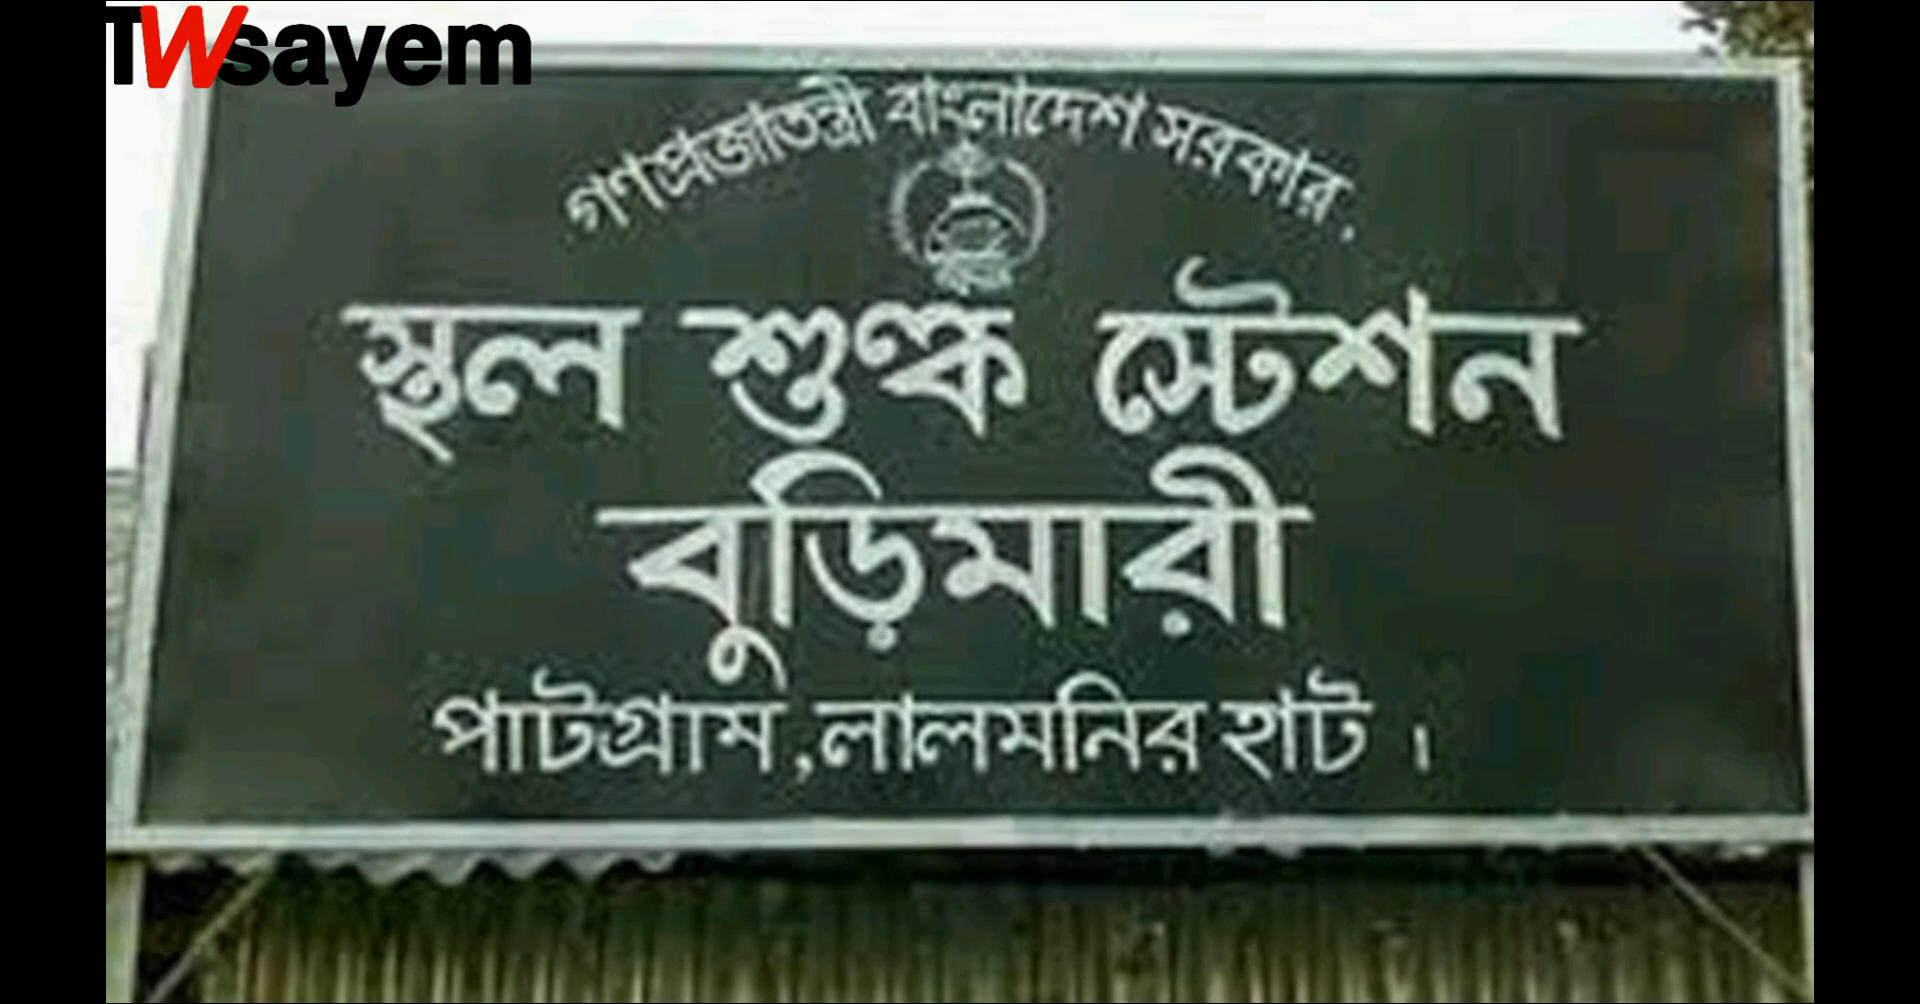 TWsayem
গণপ্রজাতন্ত্রী বাংলাদেশ সরকার.
স্থল শুল্ক স্টেশন
বুড়িমারী
পাটগ্রাম,লালমনির হাট ।